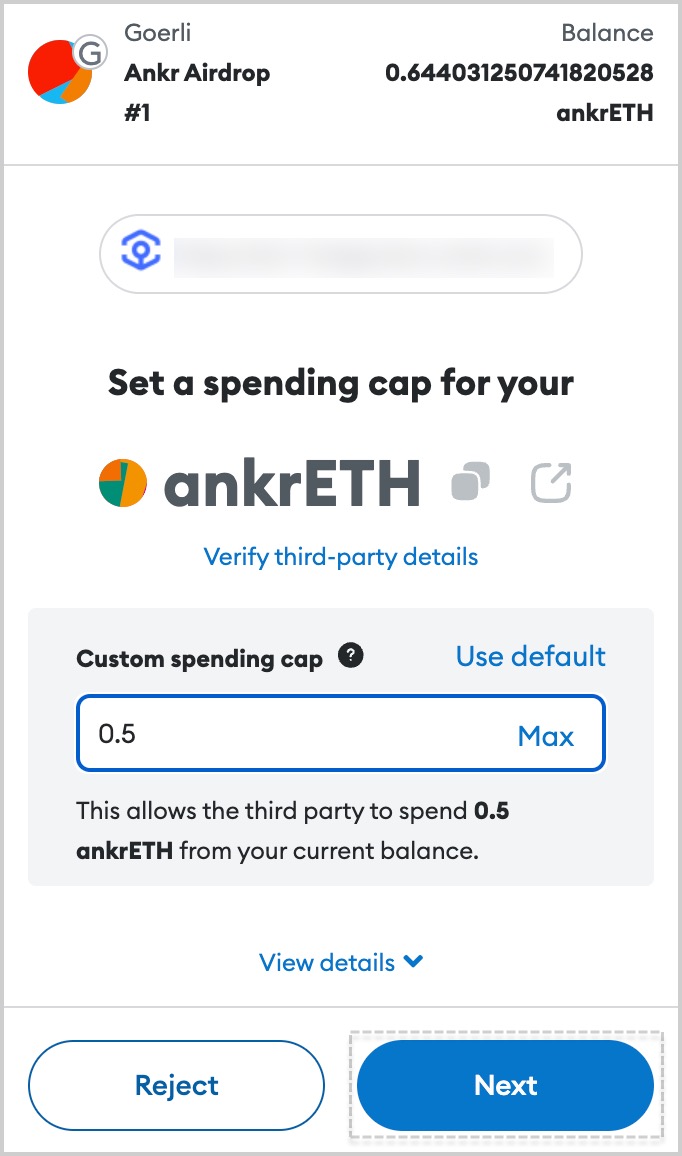 Goerli
Balance
G
Ankr Airdrop
0.644031250741820528
#1
ankrETH
Set a spending cap for your
ankrETH
Verify third-party details
Custom spending cap ?
Use default
0.5
Max
This allows the third party to spend 0.5
ankrETH from your current balance.
View details
Reject
Next